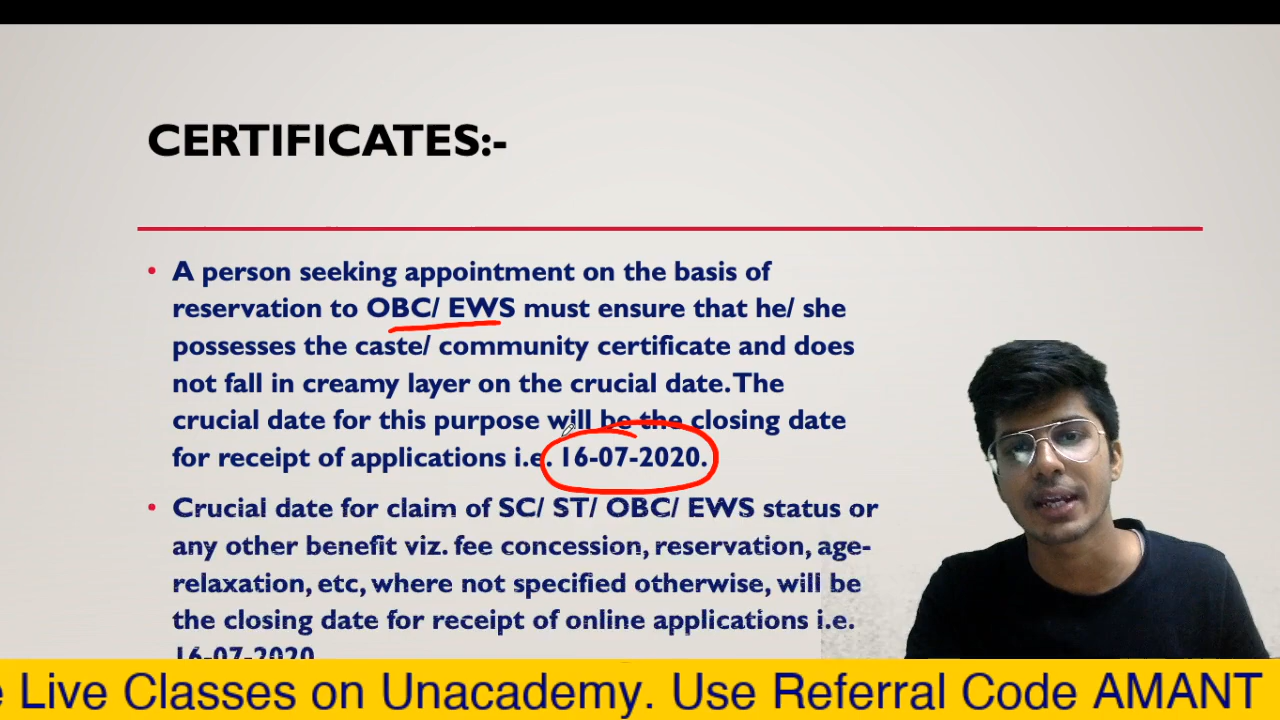 CERTIFICATES:-
• A person seeking appointment on the basis of
reservation to OBC/ EWS must ensure that he/ she
possesses the caste/ community certificate and does
not fall in creamy layer on the crucial date. The
crucial date for this purpose will be the closing date
for receipt of applications i.e. 16-07-2020.
• Crucial date for claim of SC/ ST/ OBC/ EWS status or
any other benefit viz. fee concession, reservation, age-
relaxation, etc, where not specified otherwise, will be
the closing date for receipt of online applications i.e.
16-07-2020
Live Classes on Unacademy. Use Referral Code AMANT